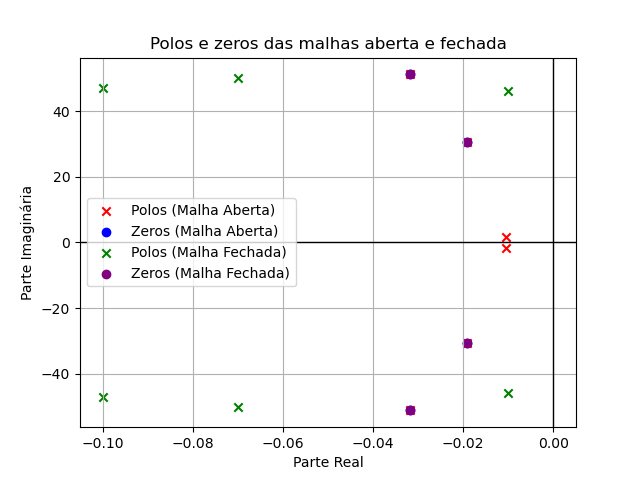 Polos e zeros das malhas aberta e fechada
Parte Imaginária
40
20
0
−20
−40
Polos (Malha Aberta)
Zeros (Malha Aberta)
Polos (Malha Fechada)
Zeros (Malha Fechada)
−0.10
−0.08
−0.06
−0.04
−0.02
0.00
Parte Real